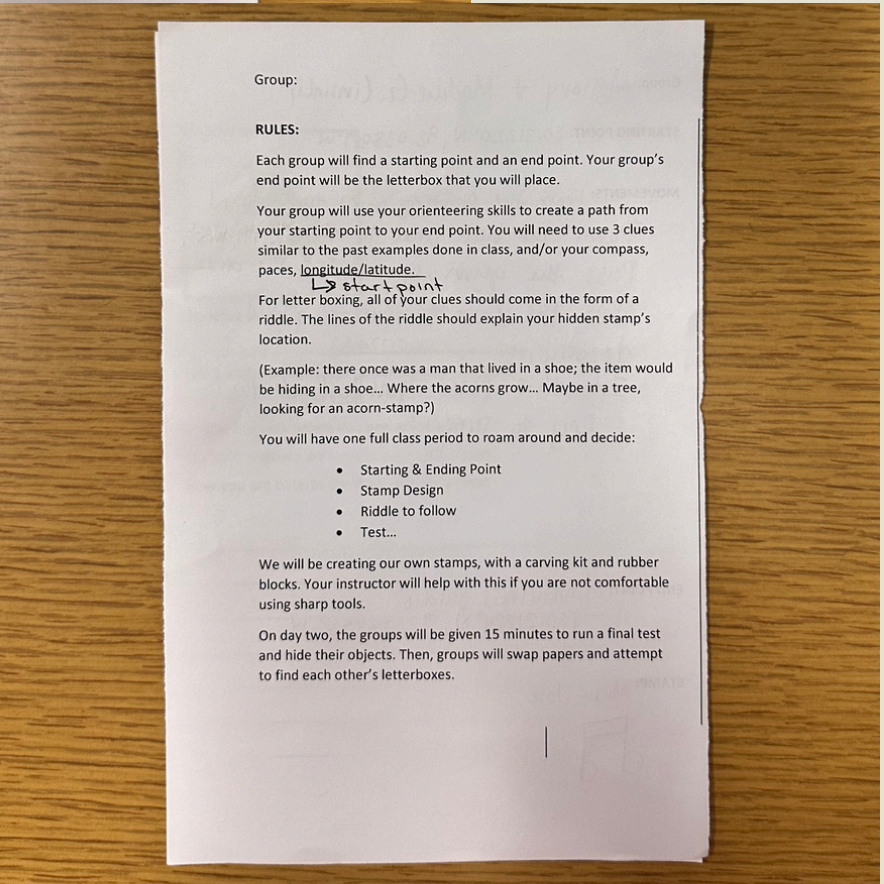 Group:
RULES:
Each group will find a starting point and an end point. Your group's
end point will be the letterbox that you will place.
Your group will use your orienteering skills to create a path from
your starting point to your end point. You will need to use 3 clues
similar to the past examples done in class, and/or your compass,
paces, longitude/latitude.
↳ start point
For letter boxing, all of your clues should come in the form of a
riddle. The lines of the riddle should explain your hidden stamp's
location.
(Example: there once was a man that lived in a shoe; the item would
be hiding in a shoe... Where the acorns grow... Maybe in a tree,
looking for an acorn-stamp?)
You will have one full class period to roam around and decide:
• Starting & Ending Point
• Stamp Design
• Riddle to follow
• Test...
We will be creating our own stamps, with a carving kit and rubber
blocks. Your instructor will help with this if you are not comfortable
using sharp tools.
On day two, the groups will be given 15 minutes to run a final test
and hide their objects. Then, groups will swap papers and attempt
to find each other's letterboxes.